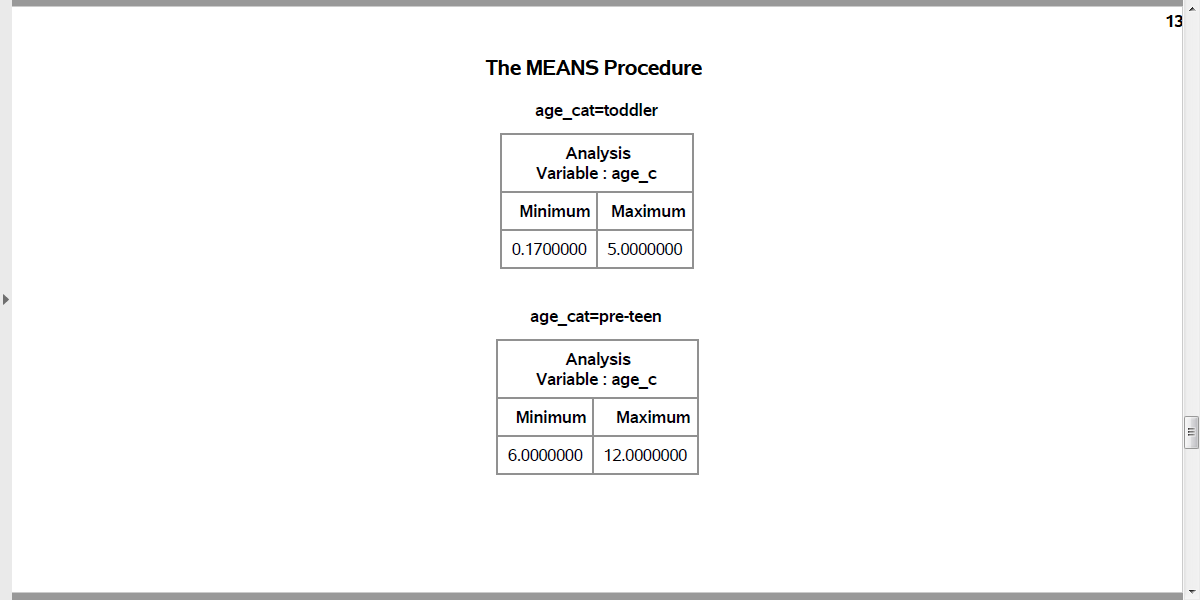 13
The MEANS Procedure
age_cat=toddler
Analysis
Variable : age_c
Minimum Maximum
0.1700000 5.0000000
age_cat=pre-teen
Analysis
Variable : age_c
Minimum Maximum
6.0000000 12.0000000